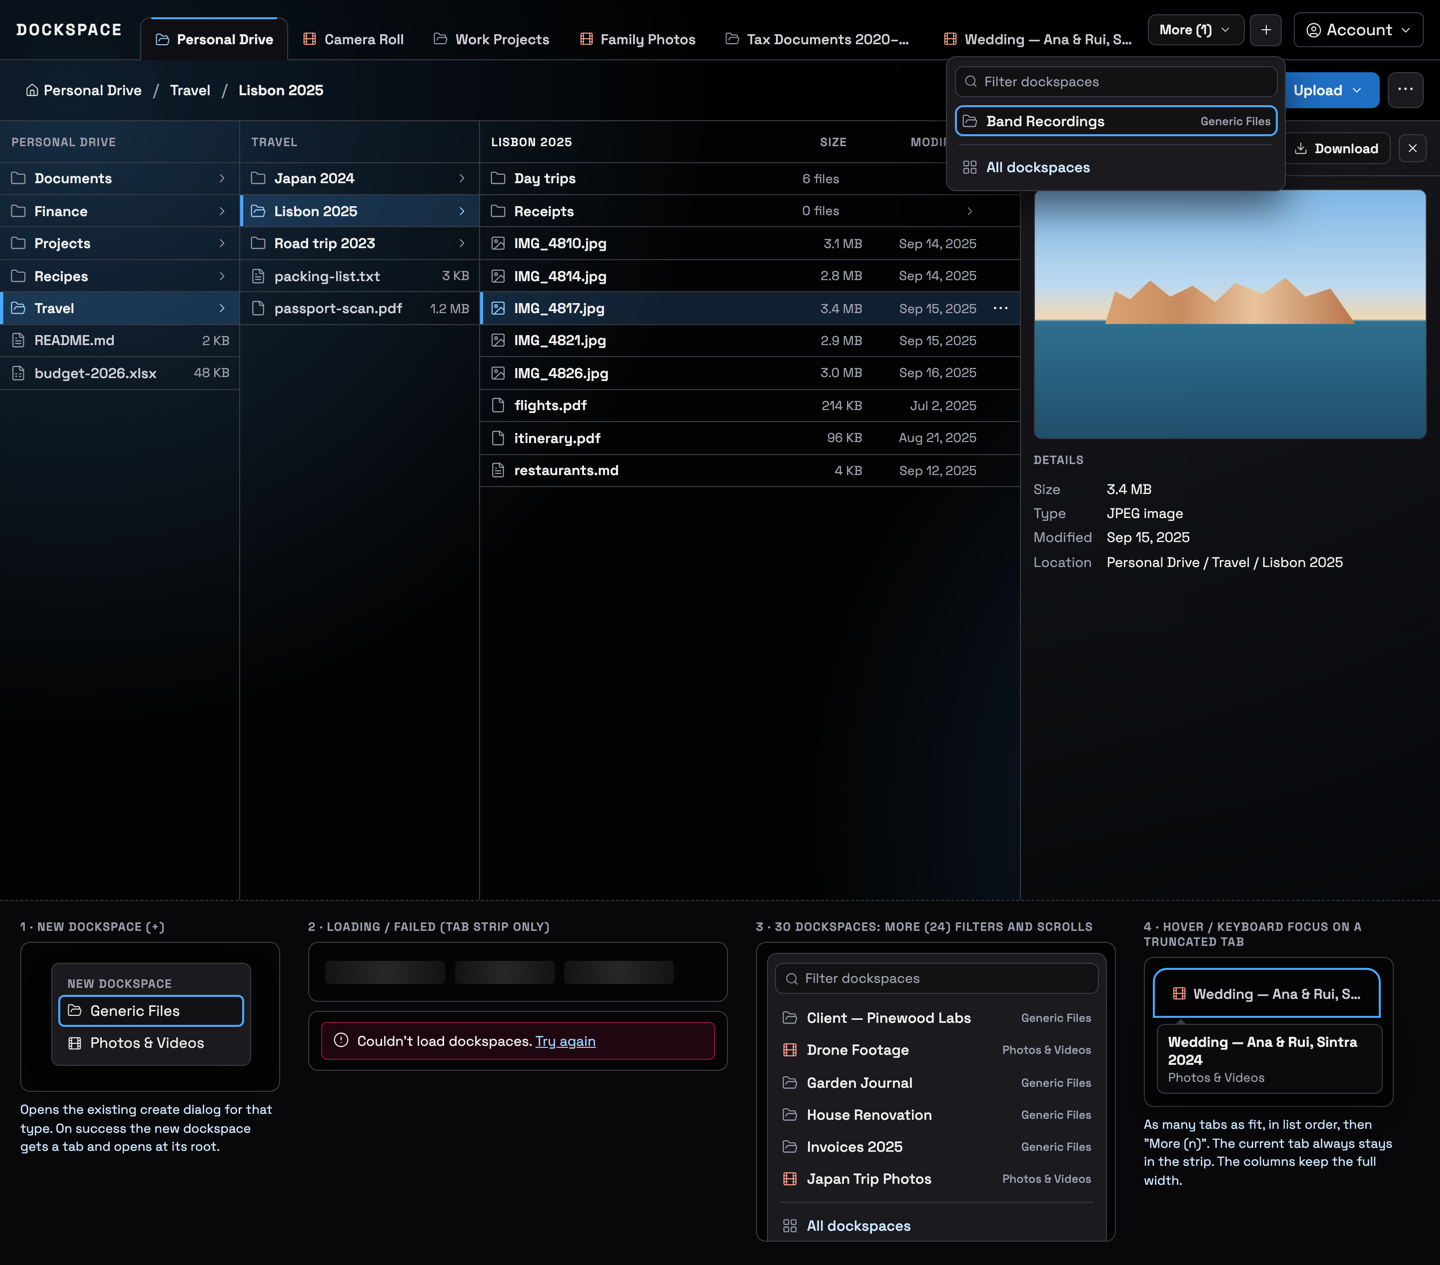 DOCKSPACE
Personal Drive
Camera Roll
Work Projects
Family Photos
Tax Documents 2020–...
Wedding — Ana & Rui, S...
More (1)
Account
Personal Drive / Travel / Lisbon 2025
Filter dockspaces
Upload
Band Recordings Generic Files
All dockspaces
Download
PERSONAL DRIVE
Documents
Finance
Projects
Recipes
Travel
README.md 2 KB
budget-2026.xlsx 48 KB
TRAVEL
Japan 2024
Lisbon 2025
Road trip 2023
packing-list.txt 3 KB
passport-scan.pdf 1.2 MB
LISBON 2025 SIZE
Day trips 6 files
Receipts 0 files
IMG_4810.jpg 3.1 MB Sep 14, 2025
IMG_4814.jpg 2.8 MB Sep 14, 2025
IMG_4817.jpg 3.4 MB Sep 15, 2025
IMG_4821.jpg 2.9 MB Sep 15, 2025
IMG_4826.jpg 3.0 MB Sep 16, 2025
flights.pdf 214 KB Jul 2, 2025
itinerary.pdf 96 KB Aug 21, 2025
restaurants.md 4 KB Sep 12, 2025
DETAILS
Size 3.4 MB
Type JPEG image
Modified Sep 15, 2025
Location Personal Drive / Travel / Lisbon 2025
1 · NEW DOCKSPACE (+)
NEW DOCKSPACE
Generic Files
Photos & Videos
Opens the existing create dialog for that
type. On success the new dockspace
gets a tab and opens at its root.
2 · LOADING / FAILED (TAB STRIP ONLY)
Couldn't load dockspaces. Try again
3 · 30 DOCKSPACES: MORE (24) FILTERS AND SCROLLS
Filter dockspaces
Client — Pinewood Labs Generic Files
Drone Footage Photos & Videos
Garden Journal Generic Files
House Renovation Generic Files
Invoices 2025 Generic Files
Japan Trip Photos Photos & Videos
All dockspaces
4 · HOVER / KEYBOARD FOCUS ON A
TRUNCATED TAB
Wedding — Ana & Rui, S...
Wedding — Ana & Rui, Sintra
2024
Photos & Videos
As many tabs as fit, in list order, then
"More (n)". The current tab always stays
in the strip. The columns keep the full
width.